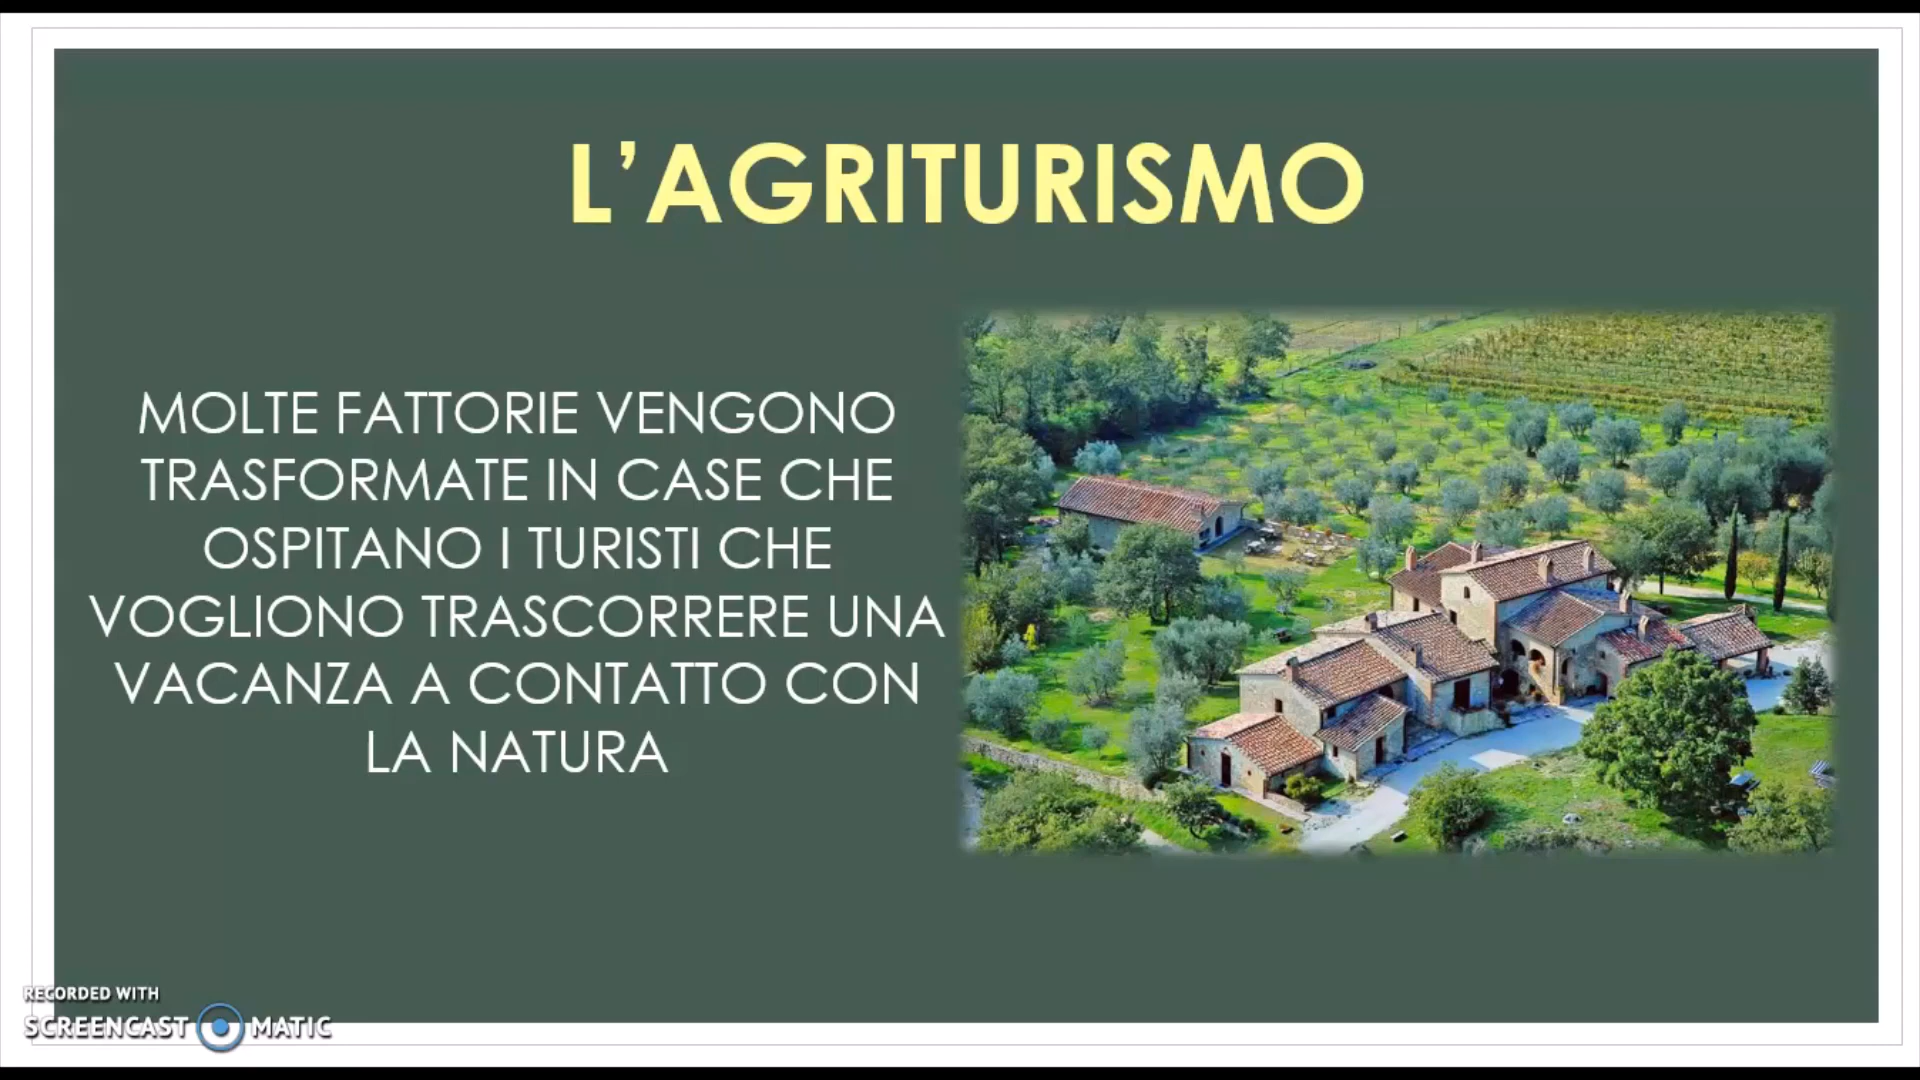 L’AGRITURISMO
MOLTE FATTORIE VENGONO
TRASFORMATE IN CASE CHE
OSPITANO I TURISTI CHE
VOGLIONO TRASCORRERE UNA
VACANZA A CONTATTO CON
LA NATURA
RECORDED WITH
SCREENCAST MATIC